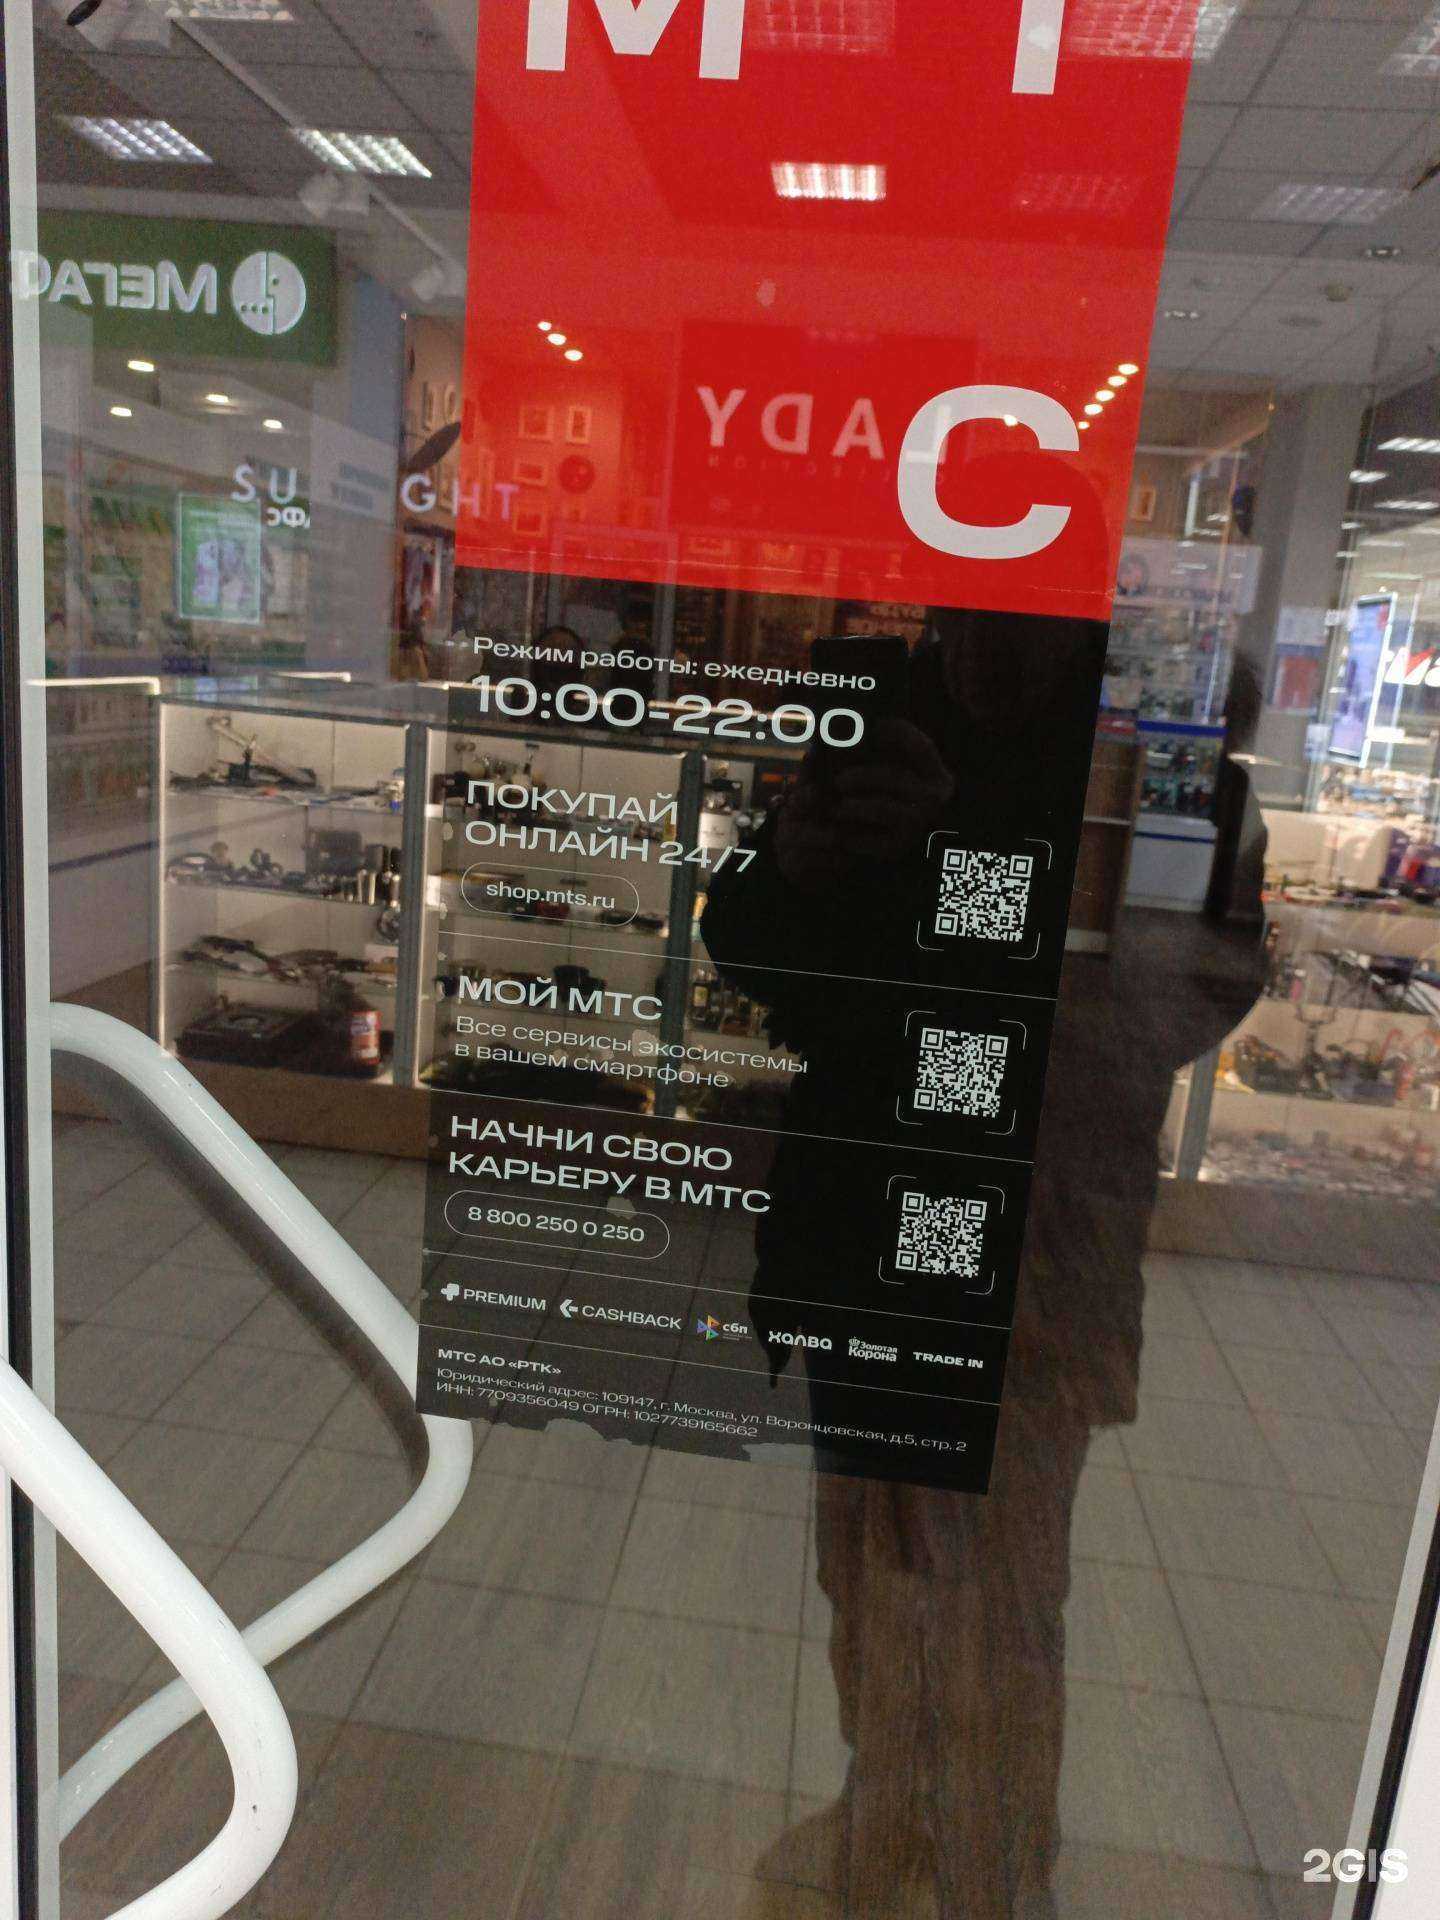 МТ
С
МЕГАФ
LADY
SU GHT
Режим работы: ежедневно
10:00-22:00
ПОКУПАЙ
ОНЛАЙН 24/7
shop.mts.ru
МОЙ МТС
Все сервисы экосистемы
в вашем смартфоне
НАЧНИ СВОЮ
КАРЬЕРУ В МТС
8 800 250 0 250
PREMIUM CASHBACK сбп ХАЛВА Золотая Корона TRADE IN
МТС АО «РТК»
Юридический адрес: 109147, г. Москва, ул. Воронцовская, д.5, стр. 2
ИНН: 7709356049 ОГРН: 1027739165662
2GIS